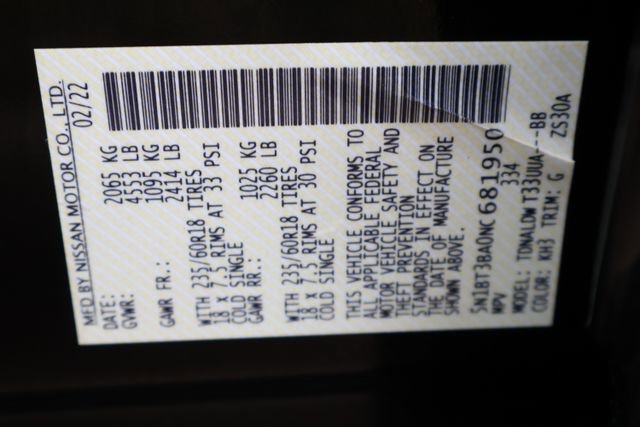 MFD BY NISSAN MOTOR CO., LTD.
DATE: 02/22
GVWR: 2065 KG
4553 LB
GAWR FR.: 1095 KG
2414 LB
WITH 235/60R18 TIRES
18 x 7.5 RIMS AT 33 PSI
COLD SINGLE
GAWR RR.: 1025 KG
2260 LB
WITH 235/60R18 TIRES
18 x 7.5 RIMS AT 30 PSI
COLD SINGLE
THIS VEHICLE CONFORMS TO
ALL APPLICABLE FEDERAL
MOTOR VEHICLE SAFETY AND
THEFT PREVENTION
STANDARDS IN EFFECT ON
THE DATE OF MANUFACTURE
SHOWN ABOVE.
5N1BT3BA0NC681950
MPV 334
MODEL: TDNALDW T33UUA---BB
COLOR: KH3 TRIM: G ZS30A